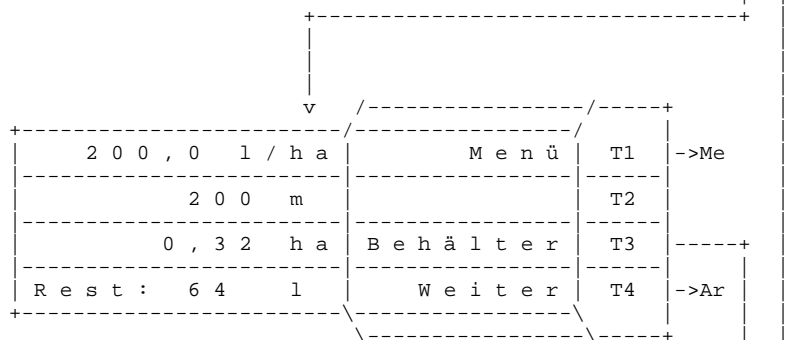 200,0 l/ha Menü T1 ->Me
200 m T2
0,32 ha Behälter T3
Rest: 64 l Weiter T4 ->Ar